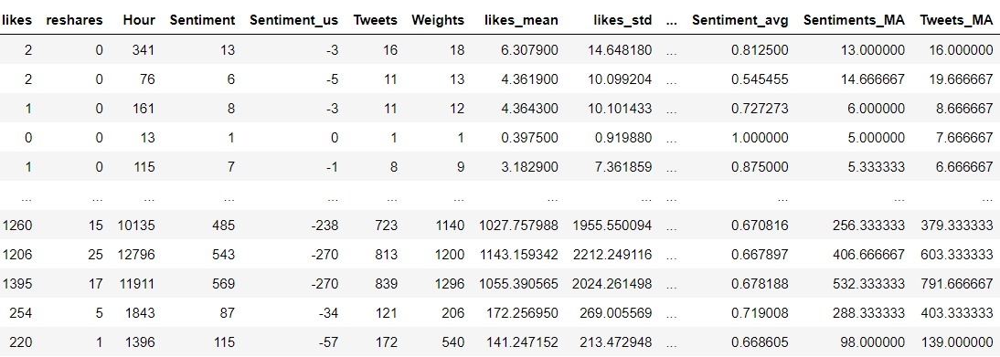 likes reshares Hour Sentiment Sentiment_us Tweets Weights likes_mean likes_std ... Sentiment_avg Sentiments_MA Tweets_MA
2 0 341 13 -3 16 18 6.307900 14.648180 ... 0.812500 13.000000 16.000000
2 0 76 6 -5 11 13 4.361900 10.099204 ... 0.545455 14.666667 19.666667
1 0 161 8 -3 11 12 4.364300 10.101433 ... 0.727273 6.000000 8.666667
0 0 13 1 0 1 1 0.397500 0.919880 ... 1.000000 5.000000 7.666667
1 0 115 7 -1 8 9 3.182900 7.361859 ... 0.875000 5.333333 6.666667
... ... ... ... ... ... ... ... ... ... ... ... ...
1260 15 10135 485 -238 723 1140 1027.757988 1955.550094 ... 0.670816 256.333333 379.333333
1206 25 12796 543 -270 813 1200 1143.159342 2212.249116 ... 0.667897 406.666667 603.333333
1395 17 11911 569 -270 839 1296 1055.390565 2024.261498 ... 0.678188 532.333333 791.666667
254 5 1843 87 -34 121 206 172.256950 269.005569 ... 0.719008 288.333333 403.333333
220 1 1396 115 -57 172 540 141.247152 213.472948 ... 0.668605 98.000000 139.000000